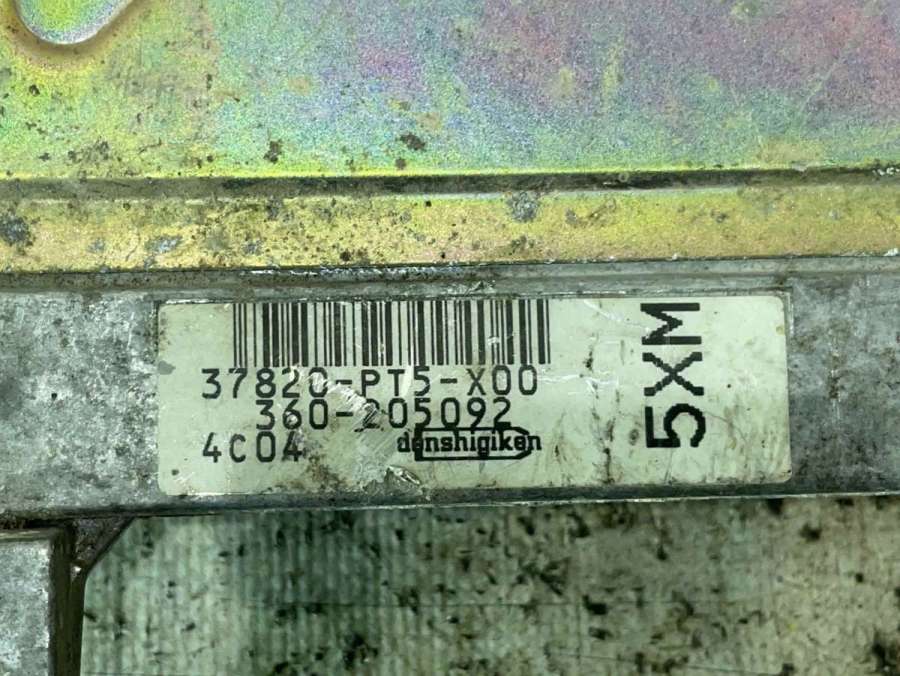 37820-PT5-X00
360-205092
4C04
denshigiken
5XM